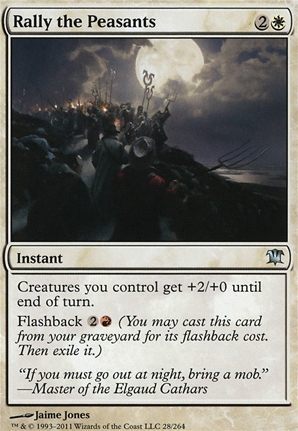 Rally the Peasants 2
Instant
Creatures you control get +2/+0 until
end of turn.
Flashback 2 (You may cast this
card from your graveyard for its flashback cost.
Then exile it.)
“If you must go out at night, bring a mob.”
—Master of the Elgaud Cathars
Jaime Jones
™ & © 1993–2011 Wizards of the Coast LLC 28/264